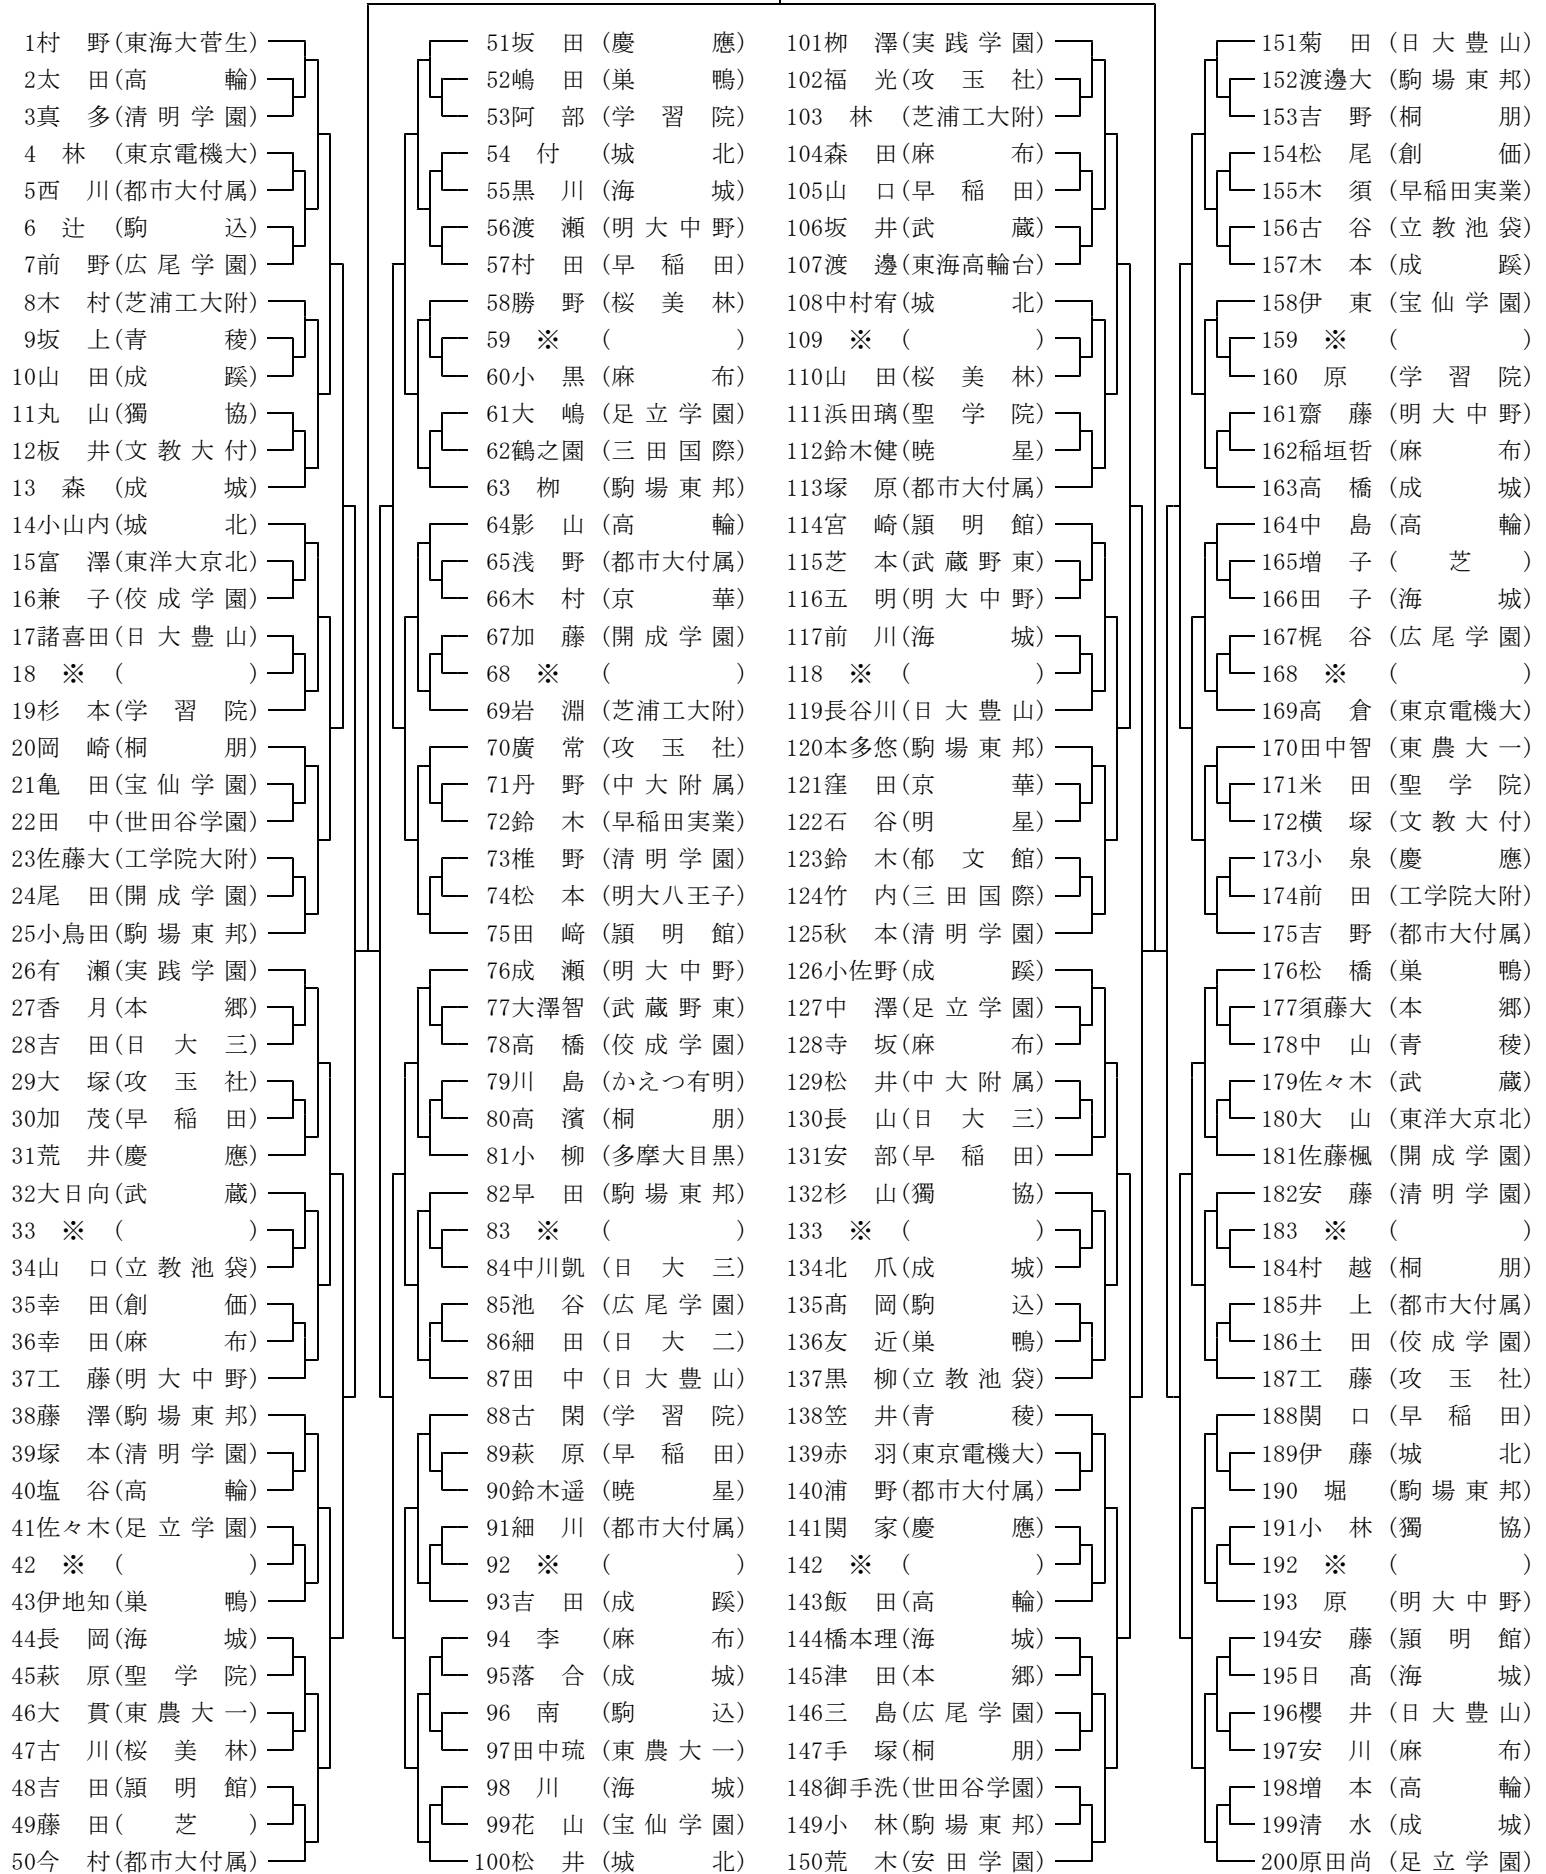 1村 野(東海大菅生)
2太 田(高 輪)
3真 多(清明学園)
4 林 (東京電機大)
5西 川(都市大付属)
6 辻 (駒 込)
7前 野(広尾学園)
8木 村(芝浦工大附)
9坂 上(青 稜)
10山 田(成 蹊)
11丸 山(獨 協)
12板 井(文教大付)
13 森 (成 城)
14小山内(城 北)
15富 澤(東洋大京北)
16兼 子(佼成学園)
17諸喜田(日大豊山)
18 ※ ( )
19杉 本(学習院)
20岡 崎(桐 朋)
21亀 田(宝仙学園)
22田 中(世田谷学園)
23佐藤大(工学院大附)
24尾 田(開成学園)
25小鳥田(駒場東邦)
26有 瀬(実践学園)
27香 月(本 郷)
28吉 田(日大三)
29大 塚(攻玉社)
30加 茂(早稲田)
31荒 井(慶 應)
32大日向(武 蔵)
33 ※ ( )
34山 口(立教池袋)
35幸 田(創 価)
36幸 田(麻 布)
37工 藤(明大中野)
38藤 澤(駒場東邦)
39塚 本(清明学園)
40塩 谷(高 輪)
41佐々木(足立学園)
42 ※ ( )
43伊地知(巣 鴨)
44長 岡(海 城)
45萩 原(聖学院)
46大 貫(東農大一)
47古 川(桜美林)
48吉 田(穎明館)
49藤 田( 芝 )
50今 村(都市大付属)
51坂 田(慶 應)
52嶋 田(巣 鴨)
53阿 部(学習院)
54 付 (城 北)
55黒 川(海 城)
56渡 瀬(明大中野)
57村 田(早稲田)
58勝 野(桜美林)
59 ※ ( )
60小 黒(麻 布)
61大 嶋(足立学園)
62鶴之園(三田国際)
63 栁 (駒場東邦)
64影 山(高 輪)
65浅 野(都市大付属)
66木 村(京 華)
67加 藤(開成学園)
68 ※ ( )
69岩 淵(芝浦工大附)
70廣 常(攻玉社)
71丹 野(中大附属)
72鈴 木(早稲田実業)
73椎 野(清明学園)
74松 本(明大八王子)
75田 﨑(穎明館)
76成 瀬(明大中野)
77大澤智(武蔵野東)
78高 橋(佼成学園)
79川 島(かえつ有明)
80高 濱(桐 朋)
81小 柳(多摩大目黒)
82早 田(駒場東邦)
83 ※ ( )
84中川凱(日大三)
85池 谷(広尾学園)
86細 田(日大二)
87田 中(日大豊山)
88古 閑(学習院)
89萩 原(早稲田)
90鈴木遥(暁 星)
91細 川(都市大付属)
92 ※ ( )
93吉 田(成 蹊)
94 李 (麻 布)
95落 合(成 城)
96 南 (駒 込)
97田中琉(東農大一)
98 川 (海 城)
99花 山(宝仙学園)
100松 井(城 北)
101栁 澤(実践学園)
102福 光(攻玉社)
103 林 (芝浦工大附)
104森 田(麻 布)
105山 口(早稲田)
106坂 井(武 蔵)
107渡 邊(東海高輪台)
108中村宥(城 北)
109 ※ ( )
110山 田(桜美林)
111浜田璃(聖学院)
112鈴木健(暁 星)
113塚 原(都市大付属)
114宮 崎(穎明館)
115芝 本(武蔵野東)
116五 明(明大中野)
117前 川(海 城)
118 ※ ( )
119長谷川(日大豊山)
120本多悠(駒場東邦)
121窪 田(京 華)
122石 谷(明 星)
123鈴 木(郁文館)
124竹 内(三田国際)
125秋 本(清明学園)
126小佐野(成 蹊)
127中 澤(足立学園)
128寺 坂(麻 布)
129松 井(中大附属)
130長 山(日大三)
131安 部(早稲田)
132杉 山(獨 協)
133 ※ ( )
134北 爪(成 城)
135髙 岡(駒 込)
136友 近(巣 鴨)
137黒 柳(立教池袋)
138笠 井(青 稜)
139赤 羽(東京電機大)
140浦 野(都市大付属)
141関 家(慶 應)
142 ※ ( )
143飯 田(高 輪)
144橋本理(海 城)
145津 田(本 郷)
146三 島(広尾学園)
147手 塚(桐 朋)
148御手洗(世田谷学園)
149小 林(駒場東邦)
150荒 木(安田学園)
151菊 田(日大豊山)
152渡邊大(駒場東邦)
153吉 野(桐 朋)
154松 尾(創 価)
155木 須(早稲田実業)
156古 谷(立教池袋)
157木 本(成 蹊)
158伊 東(宝仙学園)
159 ※ ( )
160 原 (学習院)
161齋 藤(明大中野)
162稲垣哲(麻 布)
163高 橋(成 城)
164中 島(高 輪)
165増 子( 芝 )
166田 子(海 城)
167梶 谷(広尾学園)
168 ※ ( )
169高 倉(東京電機大)
170田中智(東農大一)
171米 田(聖学院)
172横 塚(文教大付)
173小 泉(慶 應)
174前 田(工学院大附)
175吉 野(都市大付属)
176松 橋(巣 鴨)
177須藤大(本 郷)
178中 山(青 稜)
179佐々木(武 蔵)
180大 山(東洋大京北)
181佐藤楓(開成学園)
182安 藤(清明学園)
183 ※ ( )
184村 越(桐 朋)
185井 上(都市大付属)
186土 田(佼成学園)
187工 藤(攻玉社)
188関 口(早稲田)
189伊 藤(城 北)
190 堀 (駒場東邦)
191小 林(獨 協)
192 ※ ( )
193 原 (明大中野)
194安 藤(穎明館)
195日 髙(海 城)
196櫻 井(日大豊山)
197安 川(麻 布)
198増 本(高 輪)
199清 水(成 城)
200原田尚(足立学園)